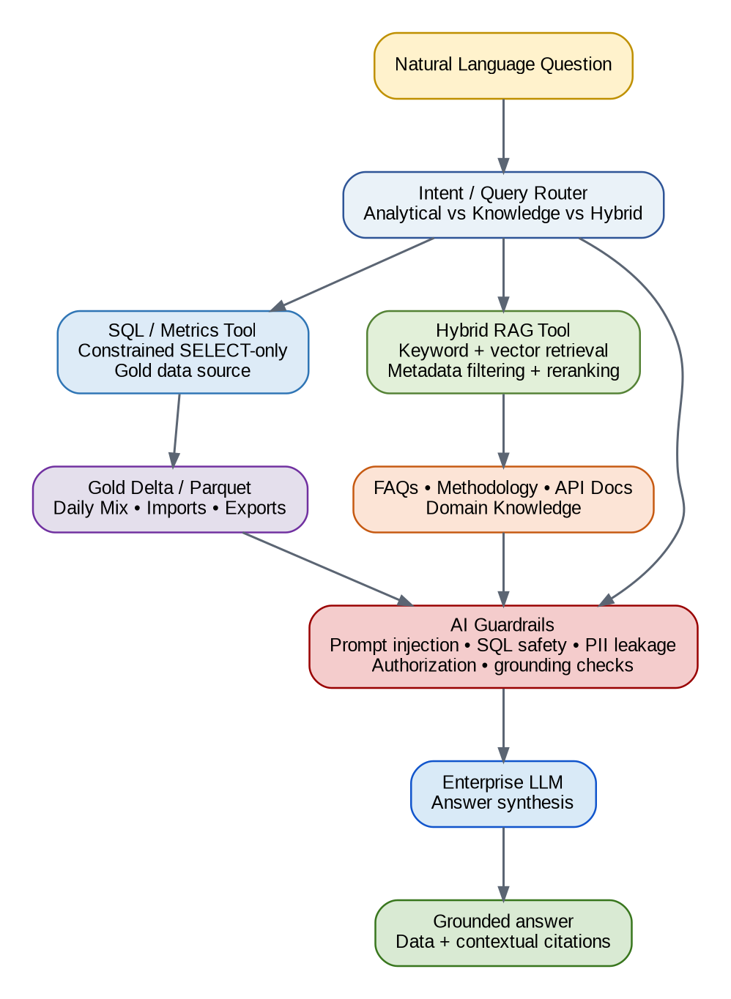 Natural Language Question
Intent / Query Router
Analytical vs Knowledge vs Hybrid
SQL / Metrics Tool
Constrained SELECT-only
Gold data source
Hybrid RAG Tool
Keyword + vector retrieval
Metadata filtering + reranking
Gold Delta / Parquet
Daily Mix • Imports • Exports
FAQs • Methodology • API Docs
Domain Knowledge
AI Guardrails
Prompt injection • SQL safety • PII leakage
Authorization • grounding checks
Enterprise LLM
Answer synthesis
Grounded answer
Data + contextual citations